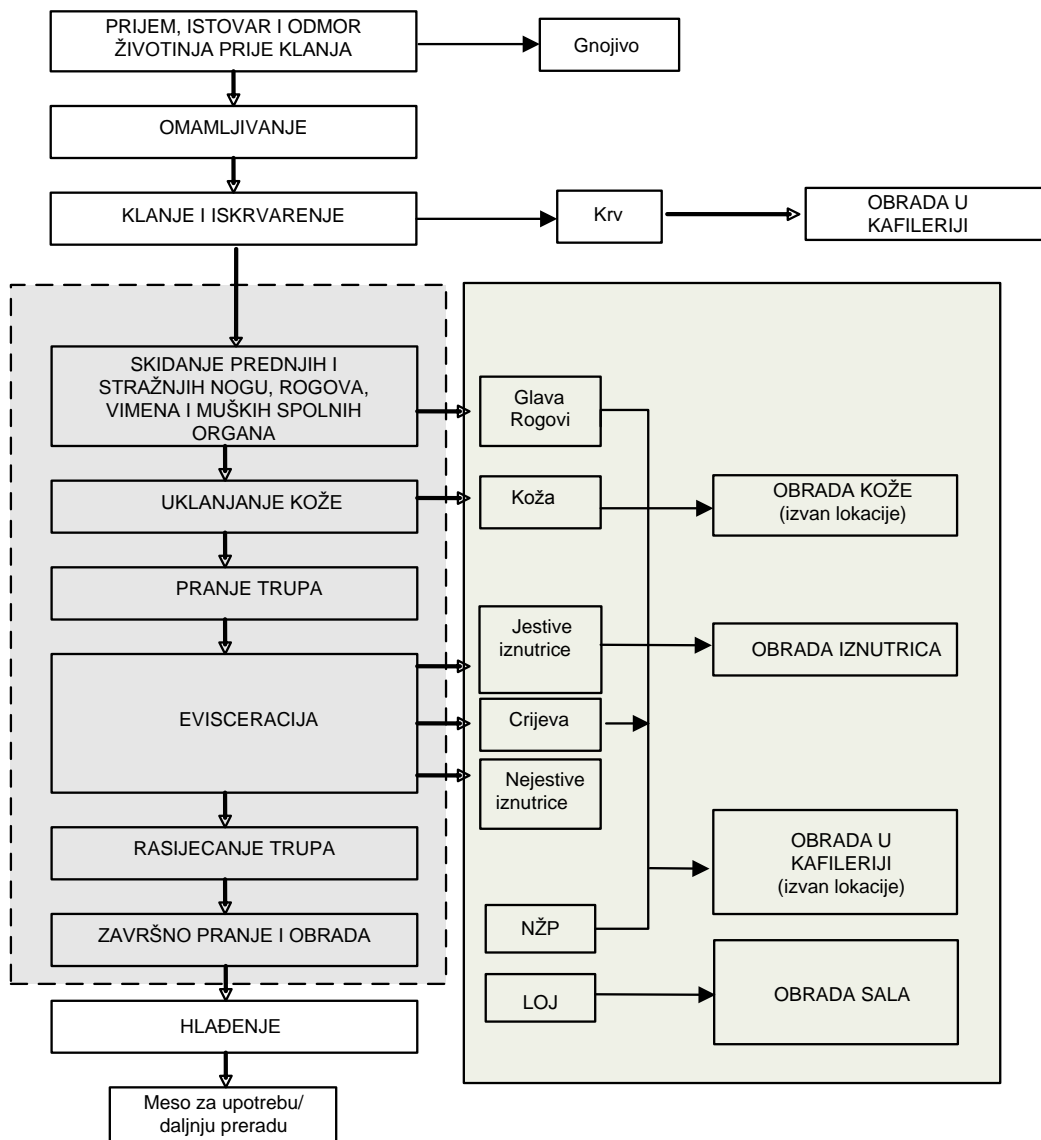 PRIJEM, ISTOVAR I ODMOR
ŽIVOTINJA PRIJE KLANJA
Gnojivo
OMAMLJIVANJE
KLANJE I ISKRVARENJE
Krv
OBRADA U
KAFILERIJI
SKIDANJE PREDNJIH I
STRAŽNJIH NOGU, ROGOVA,
VIMENA I MUŠKIH SPOLNIH
ORGANA
Glava
Rogovi
UKLANJANJE KOŽE
Koža
OBRADA KOŽE
(izvan lokacije)
PRANJE TRUPA
Jestive
iznutrice
OBRADA IZNUTRICA
EVISCERACIJA
Crijeva
Nejestive
iznutrice
RASIJECANJE TRUPA
OBRADA U
KAFILERIJI
(izvan lokacije)
ZAVRŠNO PRANJE I OBRADA
NŽP
LOJ
OBRADA SALA
HLAĐENJE
Meso za upotrebu/
daljnju preradu